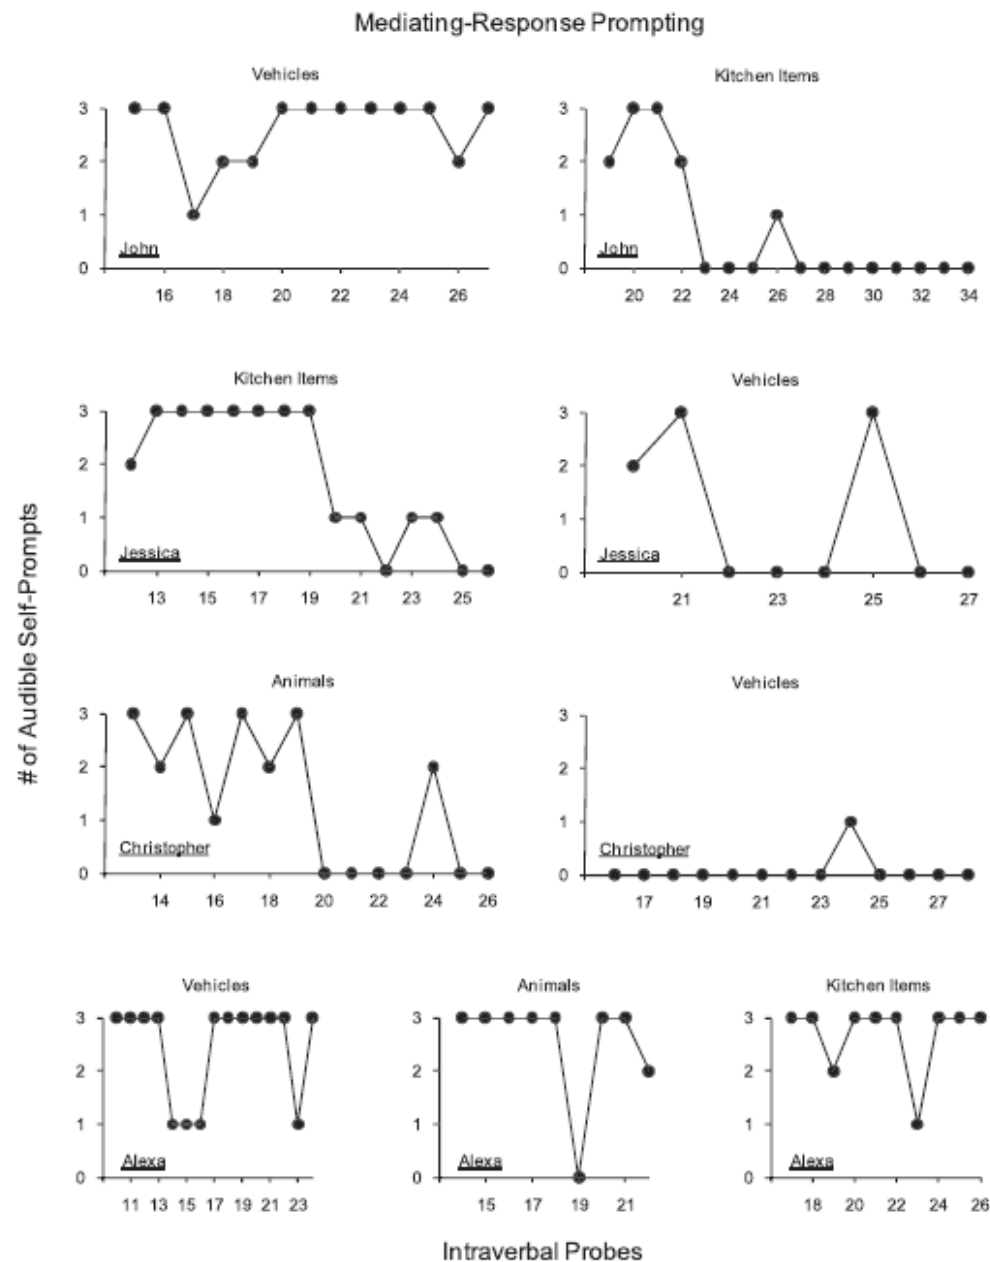 Mediating-Response Prompting
Vehicles
3
2
1
0
John
16 18 20 22 24 26
Kitchen Items
3
2
1
0
John
20 22 24 26 28 30 32 34
Kitchen Items
3
2
1
0
Jessica
13 15 17 19 21 23 25
Vehicles
3
2
1
0
Jessica
21 23 25 27
Animals
3
2
1
0
Christopher
14 16 18 20 22 24 26
Vehicles
3
2
1
0
Christopher
17 19 21 23 25 27
Vehicles
3
2
1
0
Alexa
11 13 15 17 19 21 23
Animals
3
2
1
0
Alexa
15 17 19 21
Kitchen Items
3
2
1
0
Alexa
18 20 22 24 26
# of Audible Self-Prompts
Intraverbal Probes